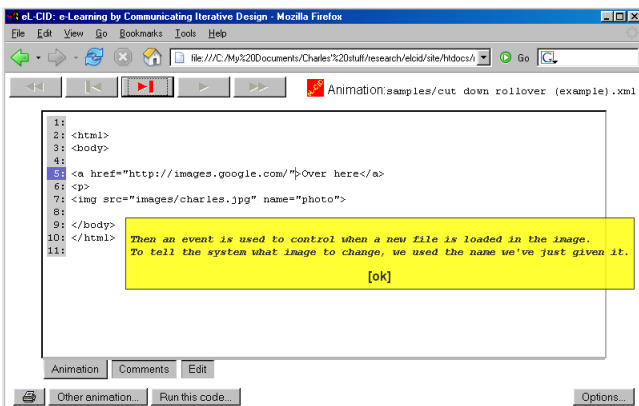 eL-CID: e-Learning by Communicating Iterative Design - Mozilla Firefox
File Edit View Go Bookmarks Tools Help
file:///C:/My%20Documents/Charles'%20stuff/research/elcid/site/htdocs/ Go G
eL-CID Animation:samples/cut down rollover (example).xml
1:
2: <html>
3: <body>
4:
5: <a href="http://images.google.com/">Over here</a>
6: <p>
7: <img src="images/charles.jpg" name="photo">
8:
9: </body>
10: </html>
11:
Then an event is used to control when a new file is loaded in the image.
To tell the system what image to change, we used the name we've just given it.
[ok]
Animation Comments Edit
Other animation... Run this code... Options...